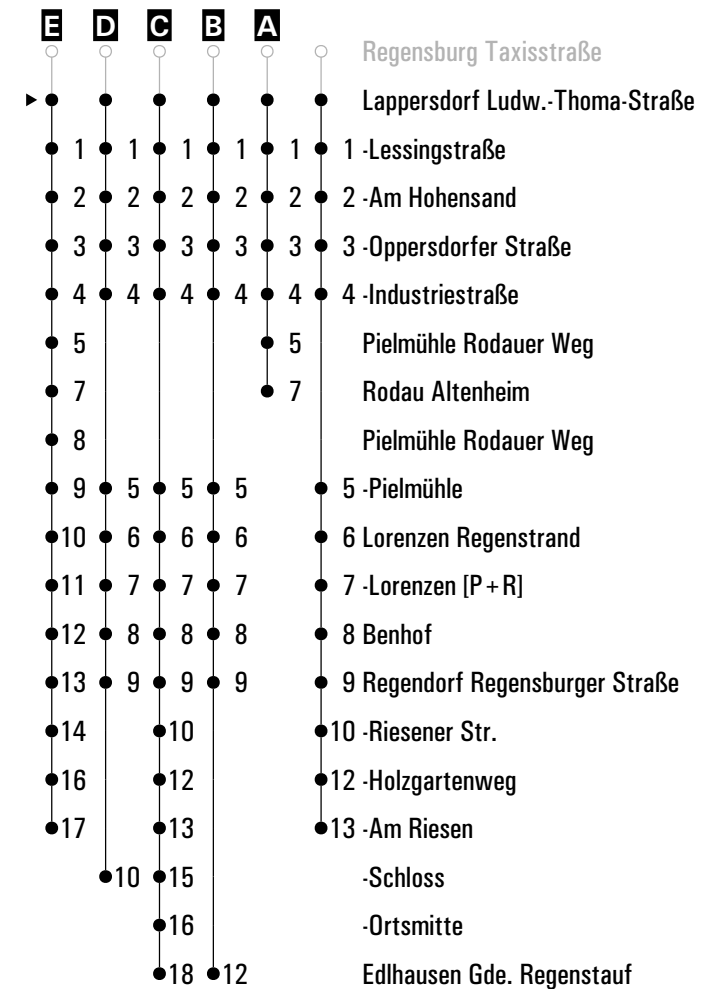 E D C B A
Regensburg Taxisstraße
Lappersdorf Ludw.-Thoma-Straße
1 1 1 1 1 1 -Lessingstraße
2 2 2 2 2 2 -Am Hohensand
3 3 3 3 3 3 -Oppersdorfer Straße
4 4 4 4 4 4 -Industriestraße
5 5 Pielmühle Rodauer Weg
7 7 Rodau Altenheim
8 Pielmühle Rodauer Weg
9 5 5 5 5 -Pielmühle
10 6 6 6 6 Lorenzen Regenstrand
11 7 7 7 7 -Lorenzen [P+R]
12 8 8 8 8 Benhof
13 9 9 9 9 Regendorf Regensburger Straße
14 10 10 -Riesener Str.
16 12 12 -Holzgartenweg
17 13 13 -Am Riesen
10 15 -Schloss
16 -Ortsmitte
18 12 Edlhausen Gde. Regenstauf